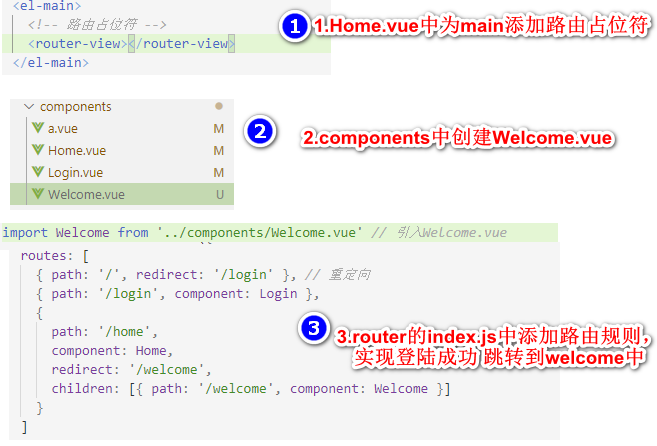 <el-main>
<!-- 路由占位符 -->
<router-view></router-view>
</el-main>
1 1.Home.vue中为main添加路由占位符
components
a.vue M
Home.vue M
Login.vue M
Welcome.vue U
2 2.components中创建Welcome.vue
import Welcome from '../components/Welcome.vue' // 引入Welcome.vue
routes: [
{ path: '/', redirect: '/login' }, // 重定向
{ path: '/login', component: Login },
{
path: '/home',
component: Home,
redirect: '/welcome',
children: [{ path: '/welcome', component: Welcome }]
}
]
3 3.router的index.js中添加路由规则，
实现登陆成功 跳转到welcome中